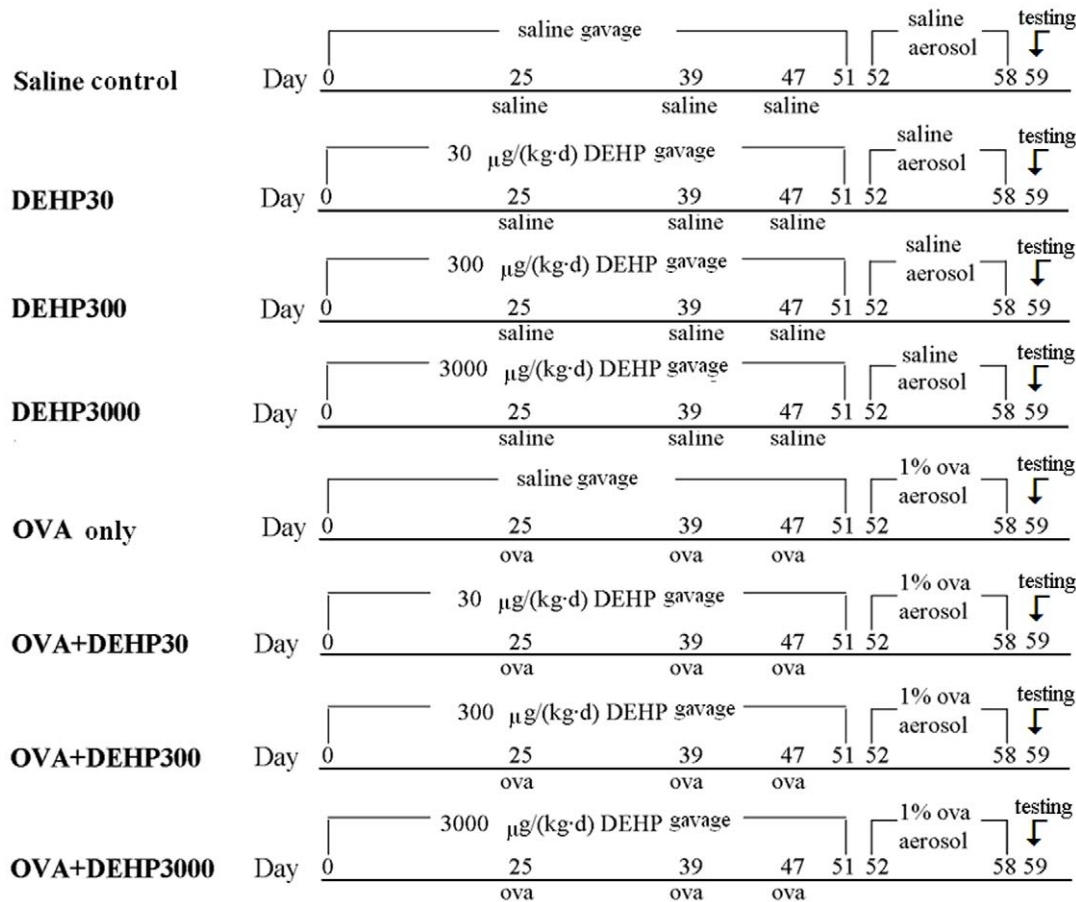 saline gavage saline aerosol testing
Saline control Day 0 25 39 47 51 52 58 59
saline saline saline
30 μg/(kg·d) DEHP gavage saline aerosol testing
DEHP30 Day 0 25 39 47 51 52 58 59
saline saline saline
300 μg/(kg·d) DEHP gavage saline aerosol testing
DEHP300 Day 0 25 39 47 51 52 58 59
saline saline saline
3000 μg/(kg·d) DEHP gavage saline aerosol testing
DEHP3000 Day 0 25 39 47 51 52 58 59
saline saline saline
saline gavage 1% ova aerosol testing
OVA only Day 0 25 39 47 51 52 58 59
ova ova ova
30 μg/(kg·d) DEHP gavage 1% ova aerosol testing
OVA+DEHP30 Day 0 25 39 47 51 52 58 59
ova ova ova
300 μg/(kg·d) DEHP gavage 1% ova aerosol testing
OVA+DEHP300 Day 0 25 39 47 51 52 58 59
ova ova ova
3000 μg/(kg·d) DEHP gavage 1% ova aerosol testing
OVA+DEHP3000 Day 0 25 39 47 51 52 58 59
ova ova ova